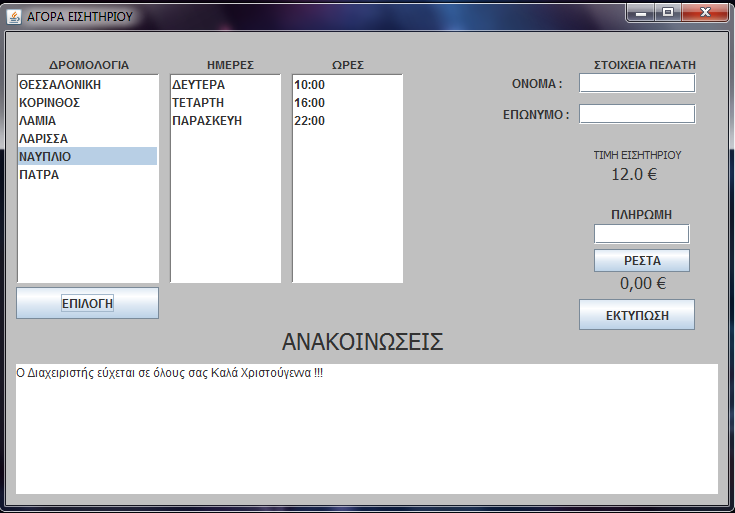 ΑΓΟΡΑ ΕΙΣΗΤΗΡΙΟΥ
ΔΡΟΜΟΛΟΓΙΑ
ΘΕΣΣΑΛΟΝΙΚΗ
ΚΟΡΙΝΘΟΣ
ΛΑΜΙΑ
ΛΑΡΙΣΣΑ
ΝΑΥΠΛΙΟ
ΠΑΤΡΑ
ΕΠΙΛΟΓΗ
ΗΜΕΡΕΣ
ΔΕΥΤΕΡΑ
ΤΕΤΑΡΤΗ
ΠΑΡΑΣΚΕΥΗ
ΩΡΕΣ
10:00
16:00
22:00
ΣΤΟΙΧΕΙΑ ΠΕΛΑΤΗ
ΟΝΟΜΑ :
ΕΠΩΝΥΜΟ :
ΤΙΜΗ ΕΙΣΗΤΗΡΙΟΥ
12.0 €
ΠΛΗΡΩΜΗ
ΡΕΣΤΑ
0,00 €
ΕΚΤΥΠΩΣΗ
ΑΝΑΚΟΙΝΩΣΕΙΣ
Ο Διαχειριστής εύχεται σε όλους σας Καλά Χριστούγεννα !!!